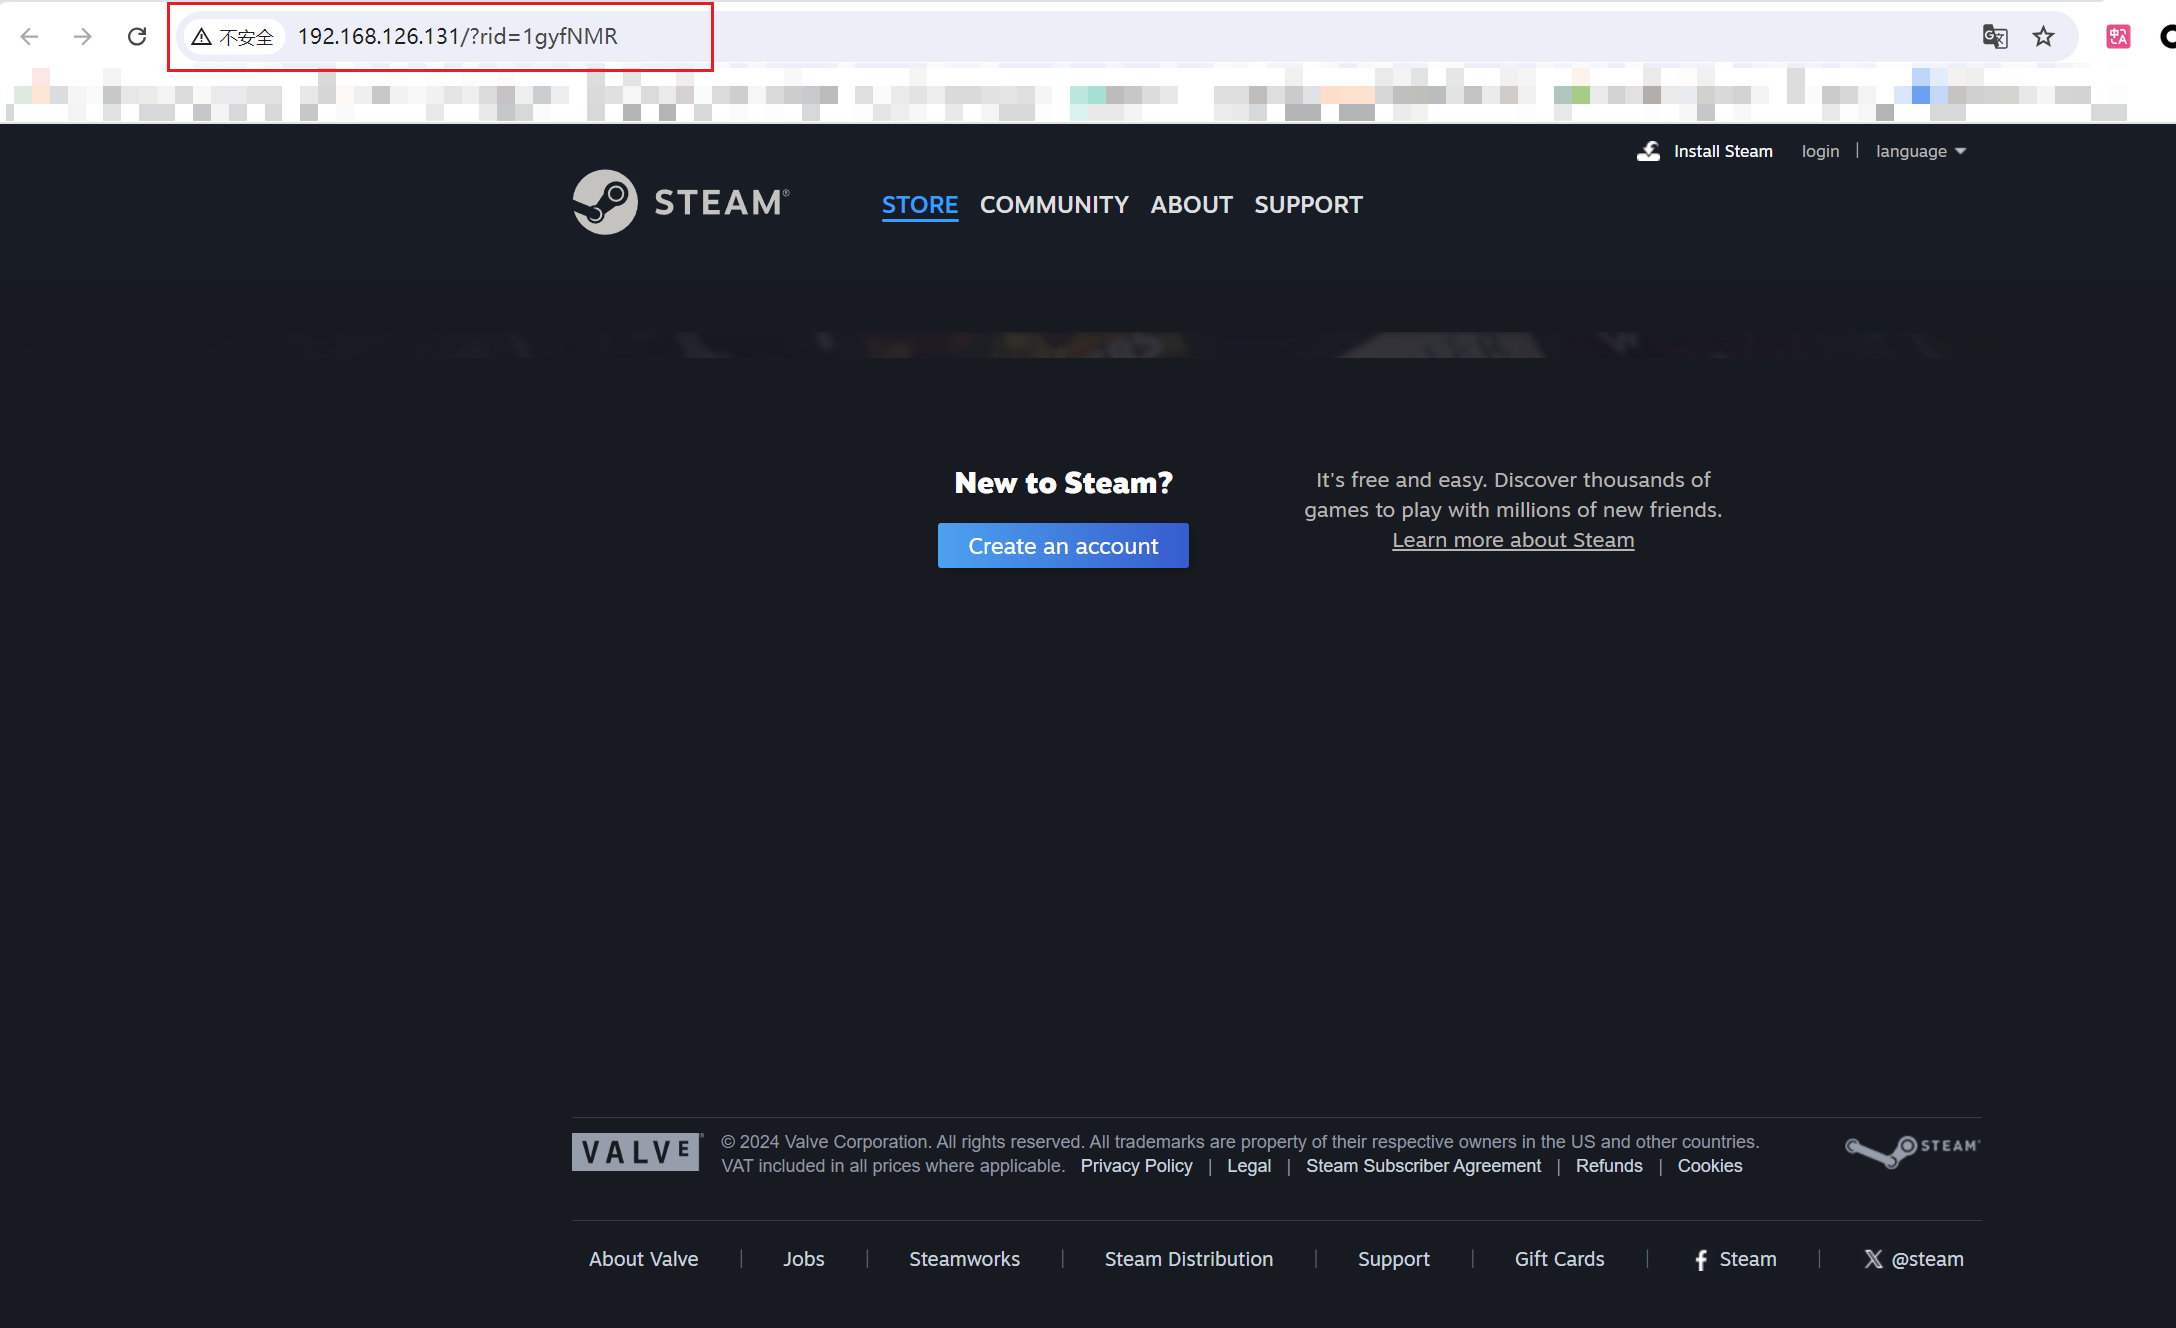 不安全 192.168.126.131/?rid=1gyfNMR
Install Steam login | language
STEAM®
STORE COMMUNITY ABOUT SUPPORT
New to Steam?
Create an account
It's free and easy. Discover thousands of
games to play with millions of new friends.
Learn more about Steam
VALVE®
© 2024 Valve Corporation. All rights reserved. All trademarks are property of their respective owners in the US and other countries.
VAT included in all prices where applicable. Privacy Policy | Legal | Steam Subscriber Agreement | Refunds | Cookies
STEAM®
About Valve | Jobs | Steamworks | Steam Distribution | Support | Gift Cards | Steam | @steam